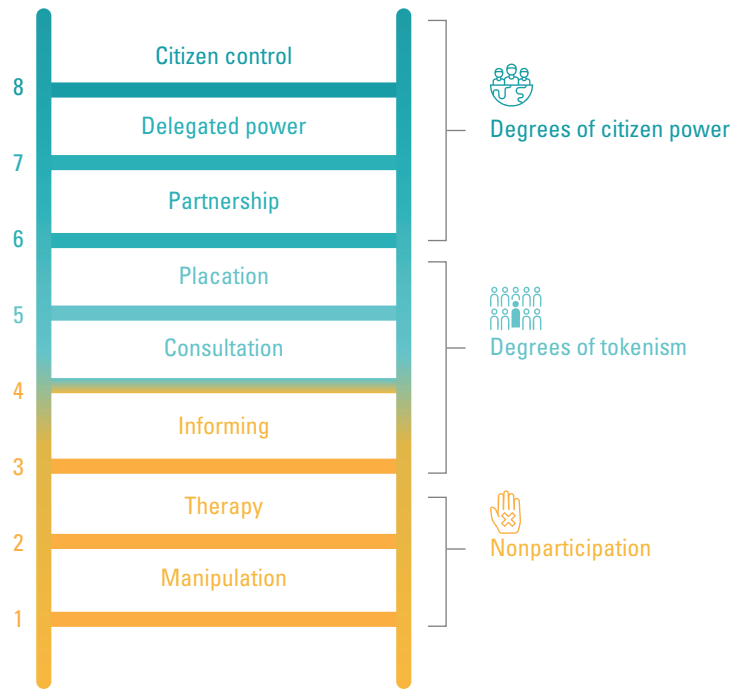 Citizen control
8
Delegated power
7
Partnership
6
Placation
5
Consultation
4
Informing
3
Therapy
2
Manipulation
1
Degrees of citizen power
Degrees of tokenism
Nonparticipation